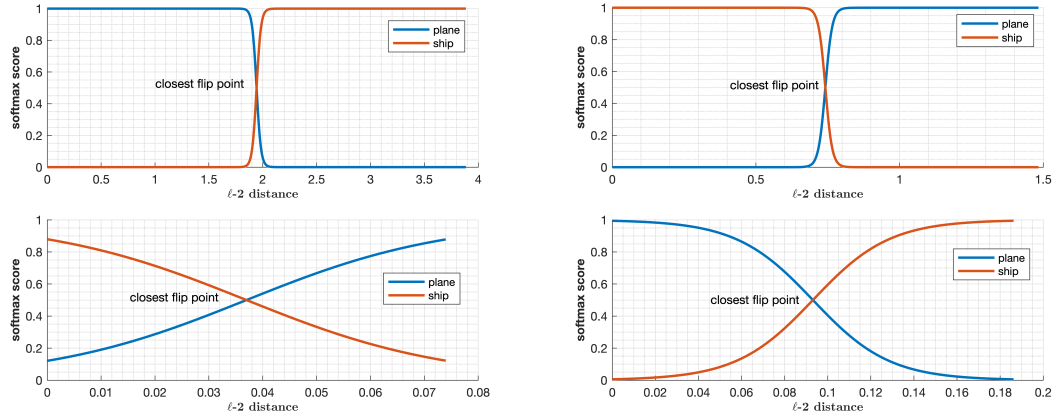 softmax score
1
0.8
0.6
0.4
0.2
0
plane
ship
closest flip point
0 0.5 1 1.5 2 2.5 3 3.5 4
ℓ-2 distance
softmax score
1
0.8
0.6
0.4
0.2
0
plane
ship
closest flip point
0 0.5 1 1.5
ℓ-2 distance
softmax score
1
0.8
0.6
0.4
0.2
0
plane
ship
closest flip point
0 0.01 0.02 0.03 0.04 0.05 0.06 0.07 0.08
ℓ-2 distance
softmax score
1
0.8
0.6
0.4
0.2
0
plane
ship
closest flip point
0 0.02 0.04 0.06 0.08 0.10 0.12 0.14 0.16 0.18 0.2
ℓ-2 distance